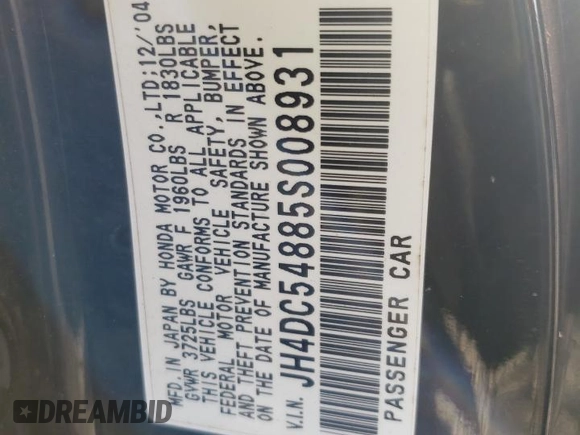 MFD. IN JAPAN BY HONDA MOTOR CO.,LTD;12/'04
GVWR 3725LBS GAWR F 1960LBS R 1830LBS
THIS VEHICLE CONFORMS TO ALL APPLICABLE
FEDERAL MOTOR VEHICLE SAFETY, BUMPER,
AND THEFT PREVENTION STANDARDS IN EFFECT
ON THE DATE OF MANUFACTURE SHOWN ABOVE.
V.I.N. JH4DC54885S008931
PASSENGER CAR
DREAMBID